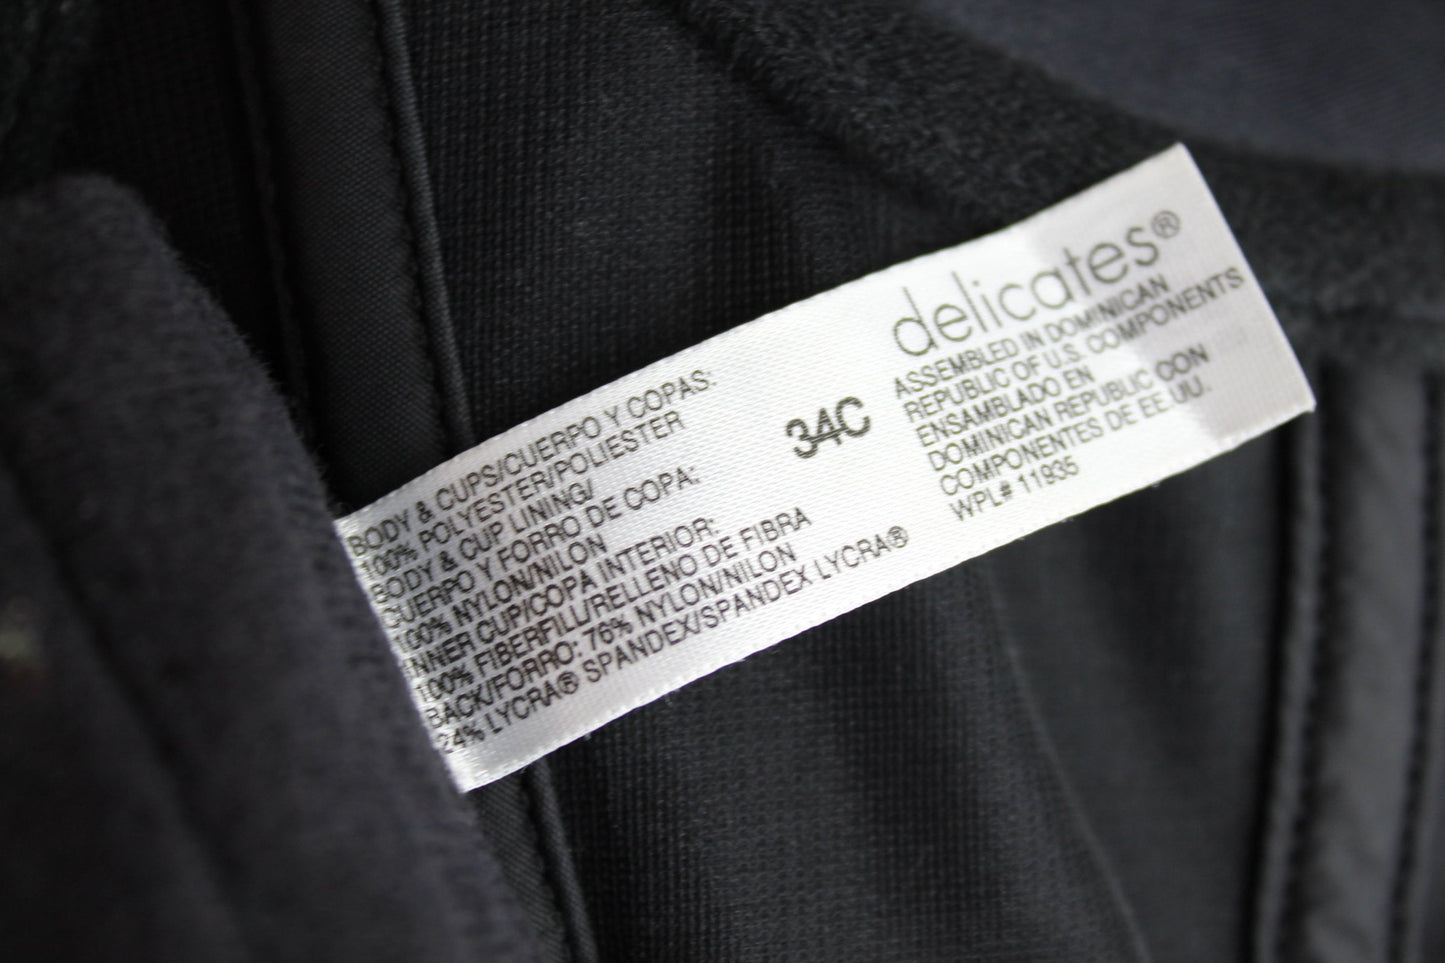 BODY & CUPS/CUERPO Y COPAS:
100% POLYESTER/POLIESTER
BODY & CUP LINING/
CUERPO Y FORRO DE COPA:
100% NYLON/NILON
INNER CUP/COPA INTERIOR:
100% FIBERFILL/RELLENO DE FIBRA
BACK/FORRO: 76% NYLON/NILON
24% LYCRA® SPANDEX/SPANDEX LYCRA®
34C
delicates®
ASSEMBLED IN DOMINICAN
REPUBLIC OF U.S. COMPONENTS
ENSAMBLADO EN
DOMINICAN REPUBLIC CON
COMPONENTES DE EE.UU.
WPL# 11935